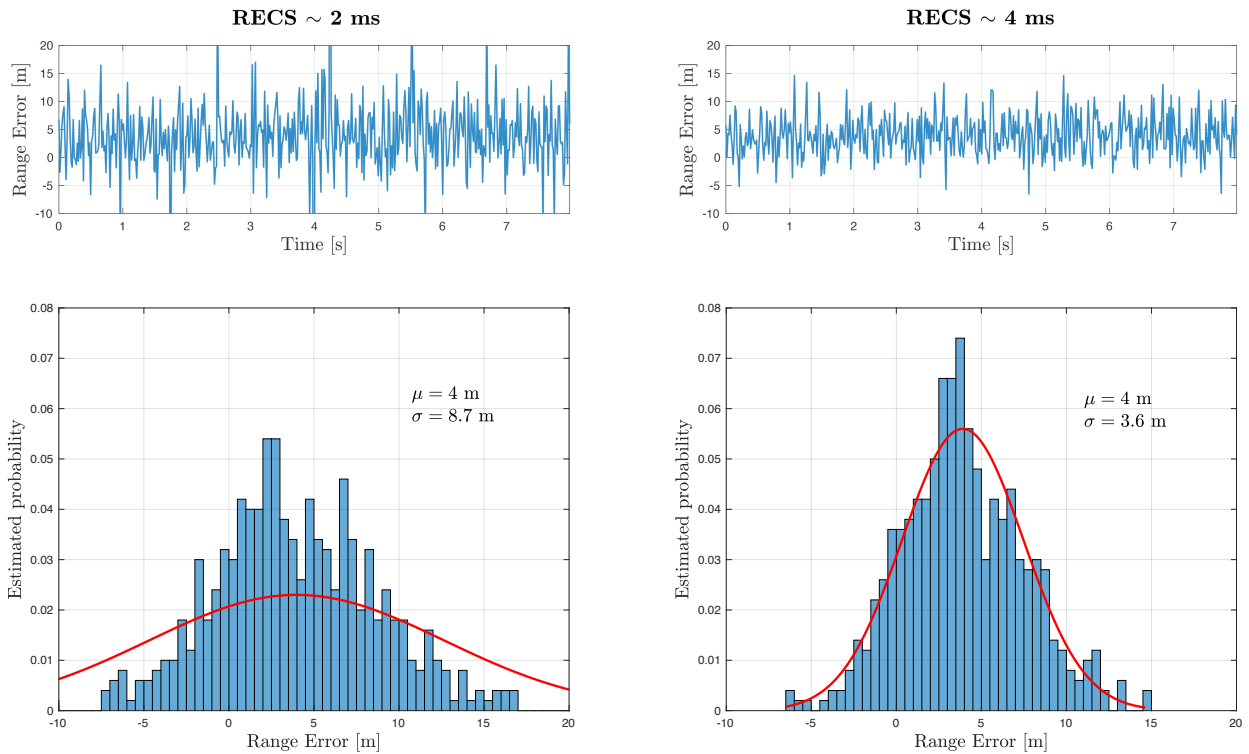 RECS ∼ 2 ms
Range Error [m]
20
15
10
5
0
-5
-10
0 1 2 3 4 5 6 7
Time [s]
RECS ∼ 4 ms
Range Error [m]
20
15
10
5
0
-5
-10
0 1 2 3 4 5 6 7
Time [s]
Estimated probability
0.08
0.07
0.06
0.05
0.04
0.03
0.02
0.01
0
μ = 4 m
σ = 8.7 m
-10 -5 0 5 10 15 20
Range Error [m]
Estimated probability
0.08
0.07
0.06
0.05
0.04
0.03
0.02
0.01
0
μ = 4 m
σ = 3.6 m
-10 -5 0 5 10 15 20
Range Error [m]